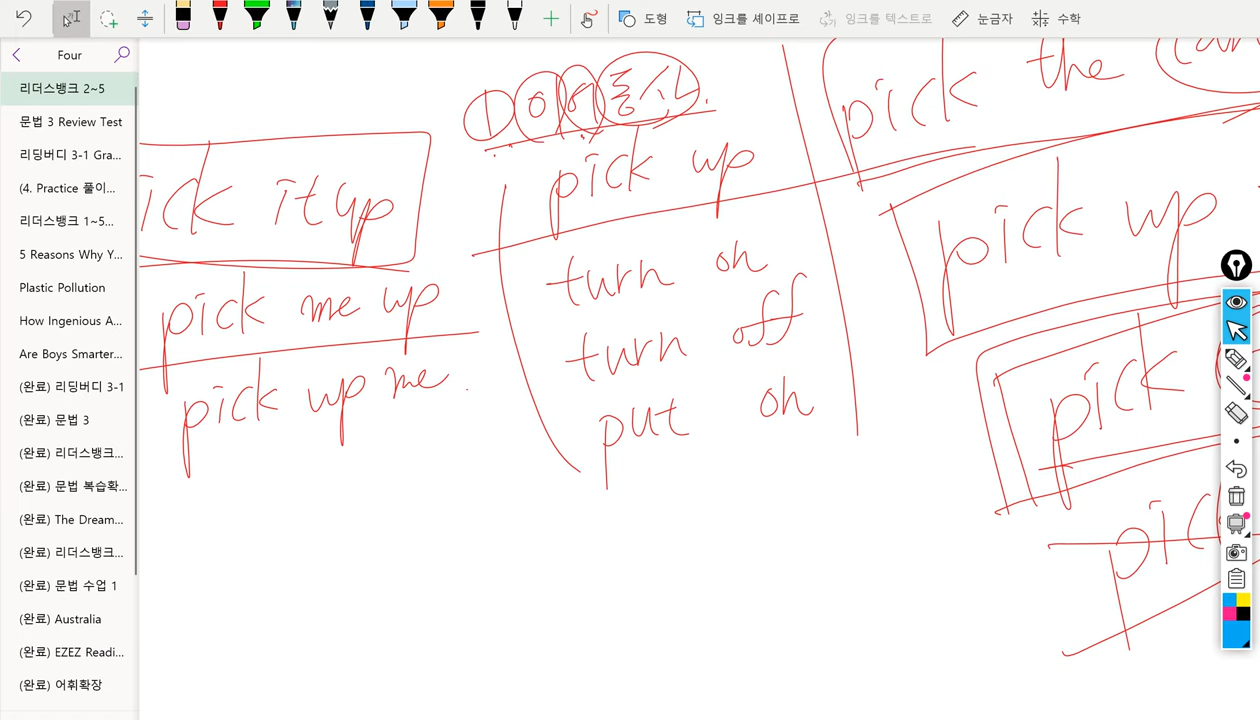 도형
잉크를 셰이프로
잉크를 텍스트로
눈금자
수학
Four
리더스뱅크 2~5
문법 3 Review Test
리딩버디 3-1 Gra...
(4. Practice 풀이...
리더스뱅크 1~5...
5 Reasons Why Y...
Plastic Pollution
How Ingenious A...
Are Boys Smarter...
(완료) 리딩버디 3-1
(완료) 문법 3
(완료) 리더스뱅크...
(완료) 문법 복습확...
(완료) The Dream...
(완료) 리더스뱅크...
(완료) 문법 수업 1
(완료) Australia
(완료) EZEZ Readi...
(완료) 어휘확장
ick it up
pick me up
pick up me.
pick up
turn on
turn off
put on
pick the
pick up
pick